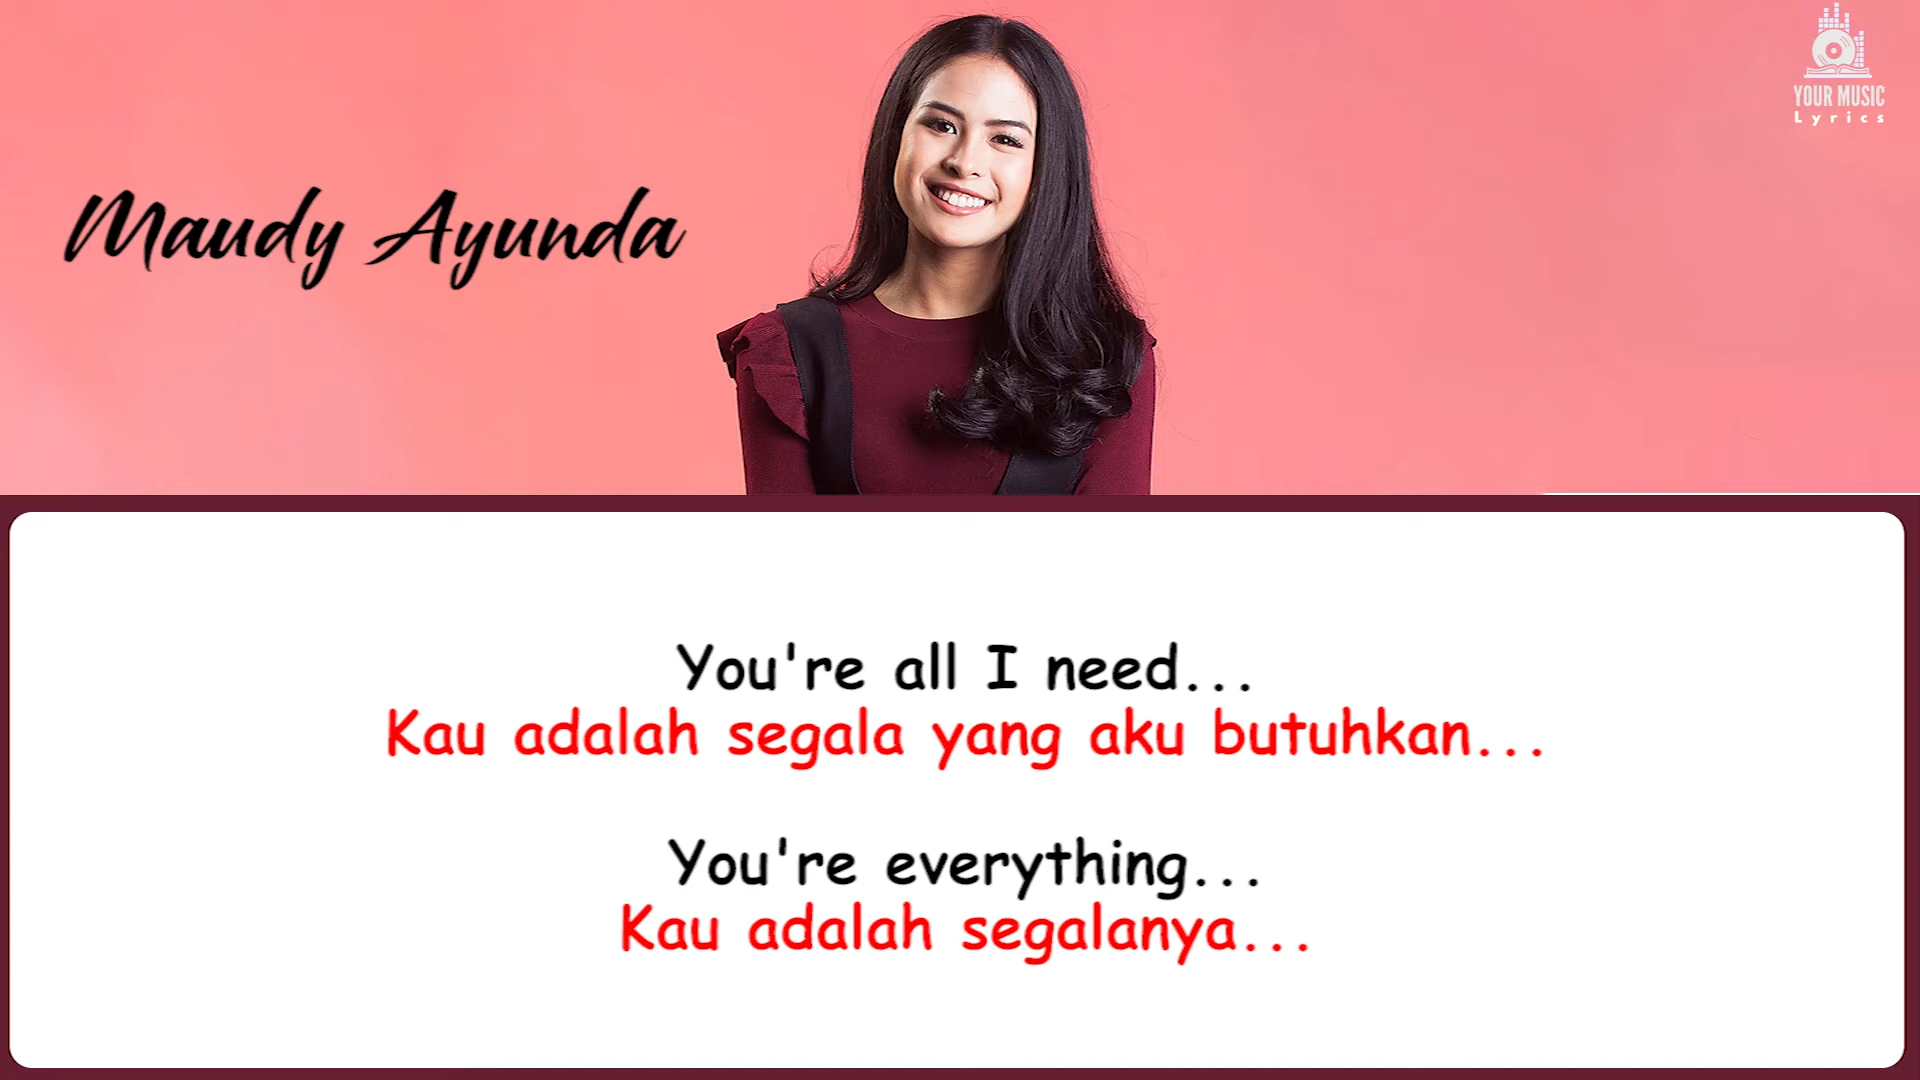 YOUR MUSIC
Lyrics
Maudy Ayunda
You're all I need...
Kau adalah segala yang aku butuhkan...
You're everything...
Kau adalah segalanya...